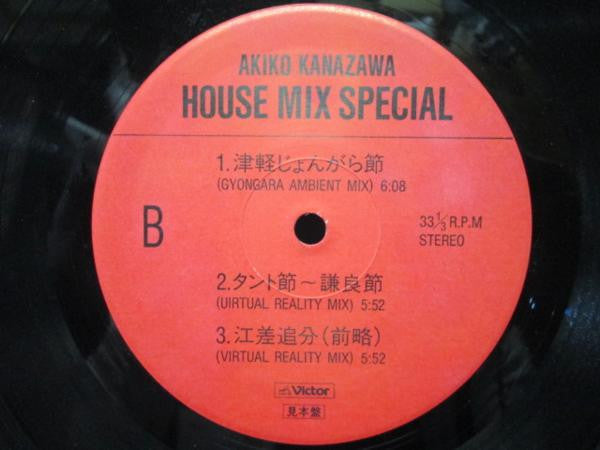 AKIKO KANAZAWA
HOUSE MIX SPECIAL
1.津軽じょんがら節
(GYONGARA AMBIENT MIX) 6:08
B
33 1/3 R.P.M
STEREO
2.タント節～謙良節
(UIRTUAL REALITY MIX) 5:52
3.江差追分(前略)
(VIRTUAL REALITY MIX) 5:52
Victor
見本盤